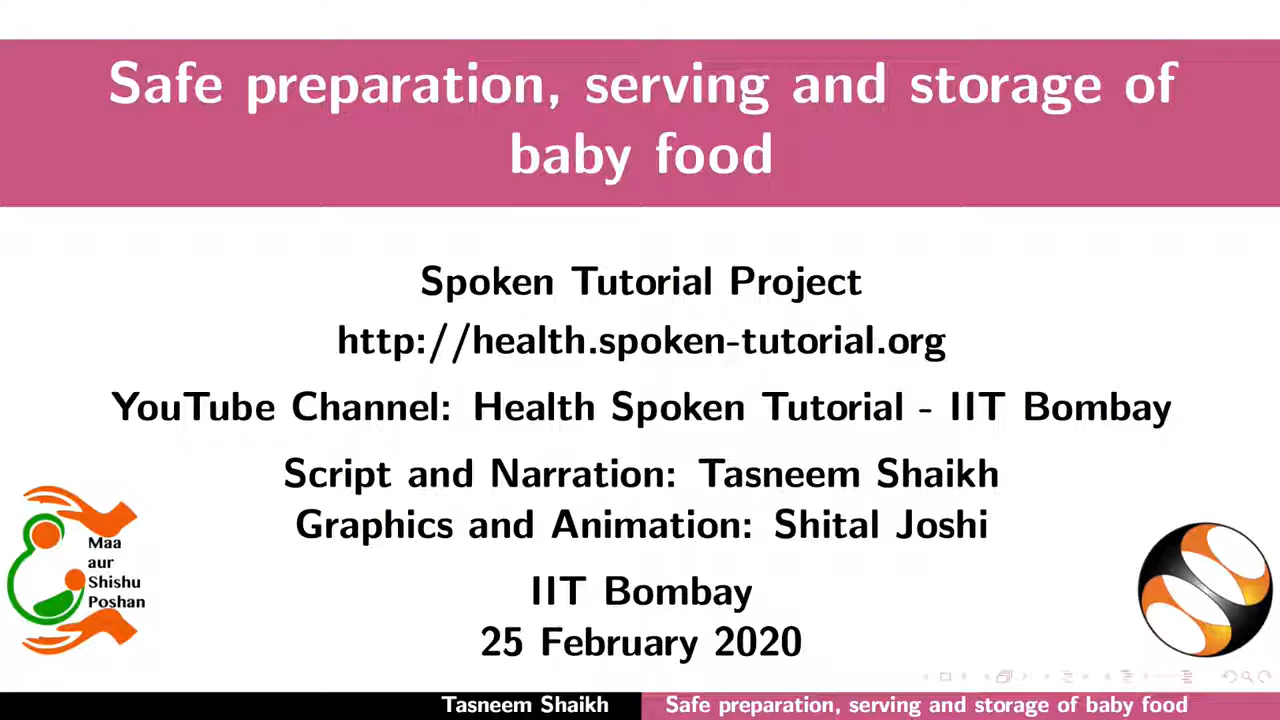 Safe preparation, serving and storage of
baby food
Spoken Tutorial Project
http://health.spoken-tutorial.org
YouTube Channel: Health Spoken Tutorial - IIT Bombay
Script and Narration: Tasneem Shaikh
Graphics and Animation: Shital Joshi
Maa
aur
Shishu
Poshan
IIT Bombay
25 February 2020
Tasneem Shaikh
Safe preparation, serving and storage of baby food